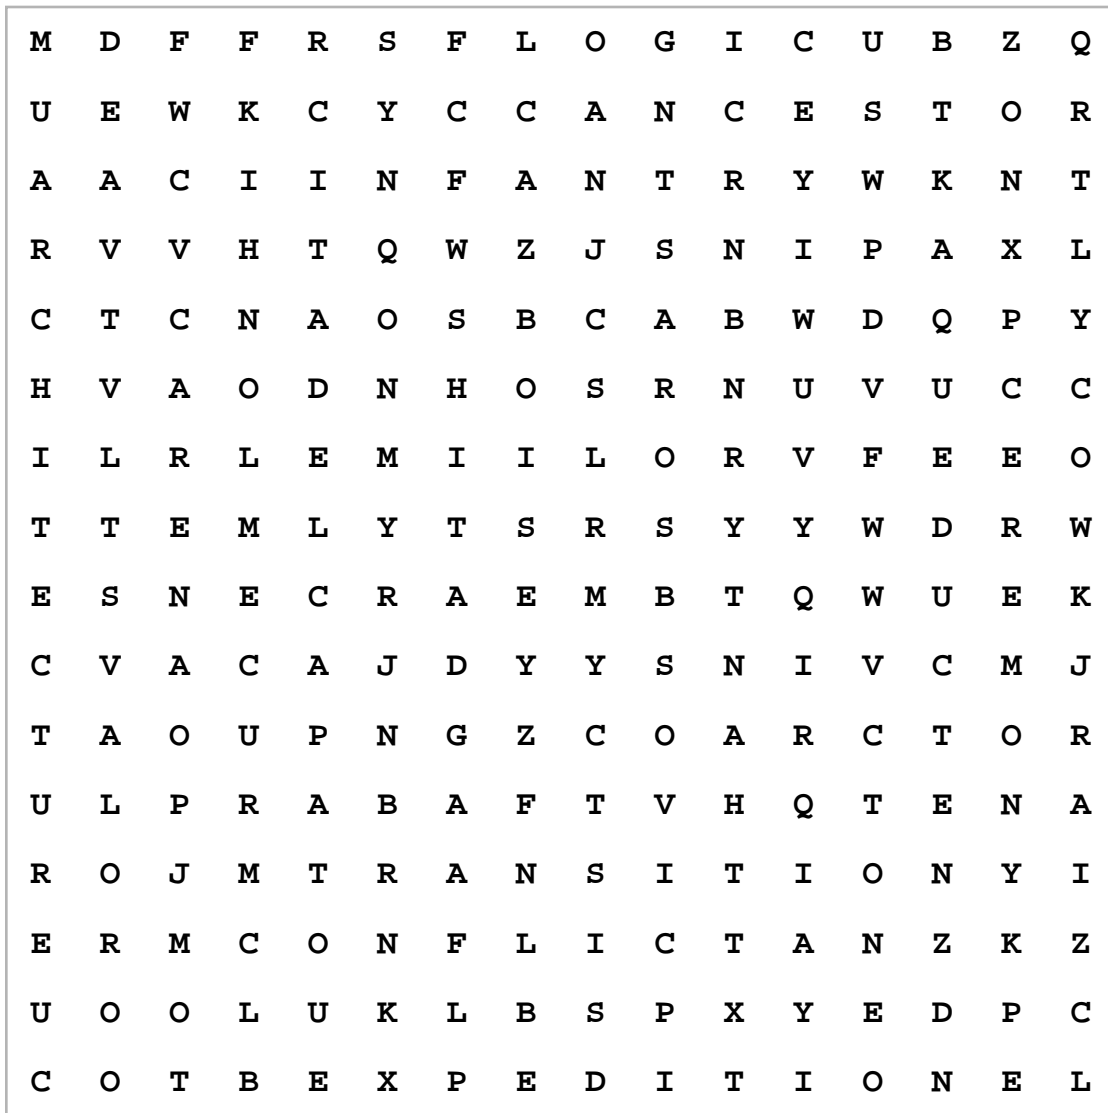 M D F F R S F L O G I C U B Z Q
U E W K C Y C C A N C E S T O R
A A C I I N F A N T R Y W K N T
R V V H T Q W Z J S N I P A X L
C T C N A O S B C A B W D Q P Y
H V A O D N H O S R N U V U C C
I L R L E M I I L O R V F E E O
T T E M L Y T S R S Y Y W D R W
E S N E C R A E M B T Q W U E K
C V A C A J D Y Y S N I V C M J
T A O U P N G Z C O A R C T O R
U L P R A B A F T V H Q T E N A
R O J M T R A N S I T I O N Y I
E R M C O N F L I C T A N Z K Z
U O O L U K L B S P X Y E D P C
C O T B E X P E D I T I O N E L